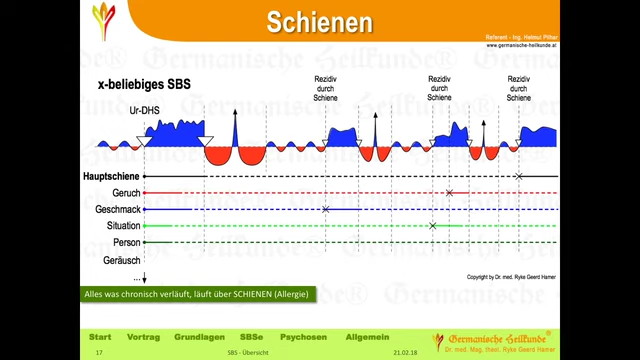 Schienen
Referent - Ing. Helmut Pilhar
www.germanische-heilkunde.at
Germanische Heilkunde®
x-beliebiges SBS
Rezidiv
durch
Schiene
Rezidiv
durch
Schiene
Rezidiv
durch
Schiene
Ur-DHS
Hauptschiene
Geruch
Geschmack
Situation
Person
Geräusch
...
Copyright by Dr. med. Ryke Geerd Hamer
Alles was chronisch verläuft, läuft über SCHIENEN (Allergie)
Start Vortrag Grundlagen SBSe Psychosen Allgemein
Germanische Heilkunde®
Dr. med. Mag. theol. Ryke Geerd Hamer
17 SBS - Übersicht 21.02.18